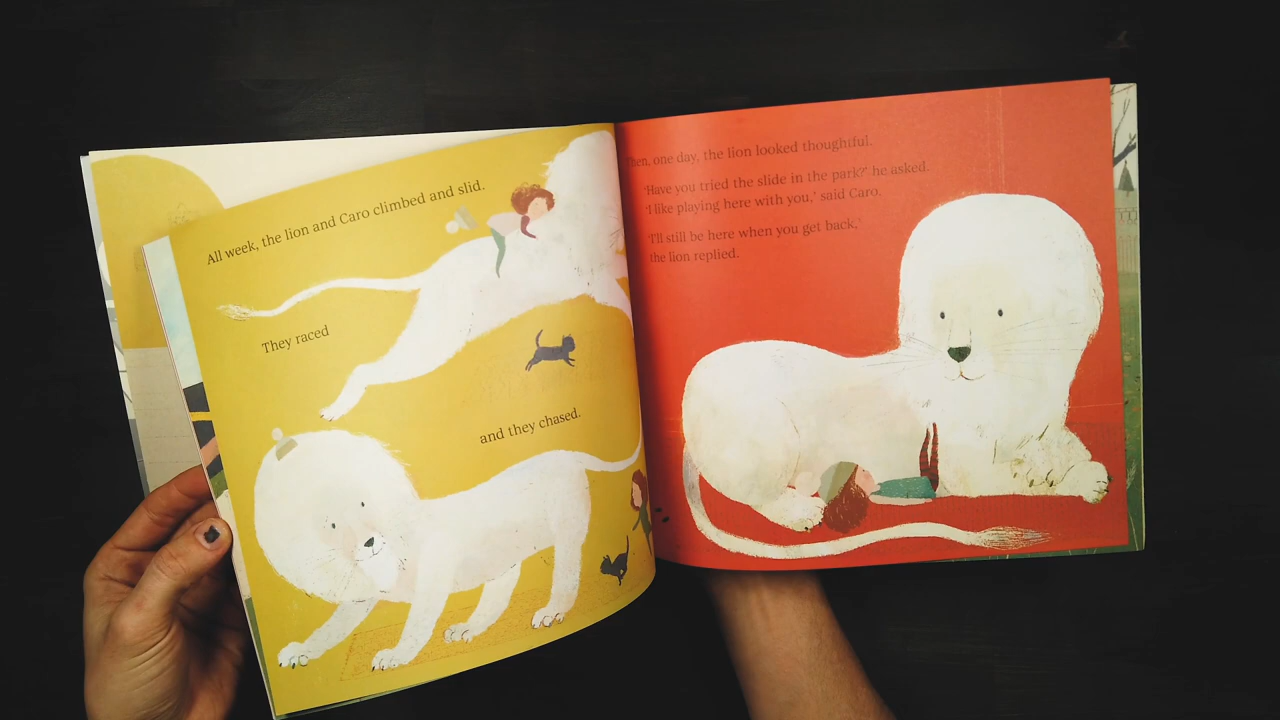 All week, the lion and Caro climbed and slid.
They raced
and they chased.
Then, one day, the lion looked thoughtful.
‘Have you tried the slide in the park?’ he asked.
‘I like playing here with you,’ said Caro.
‘I’ll still be here when you get back,’
the lion replied.